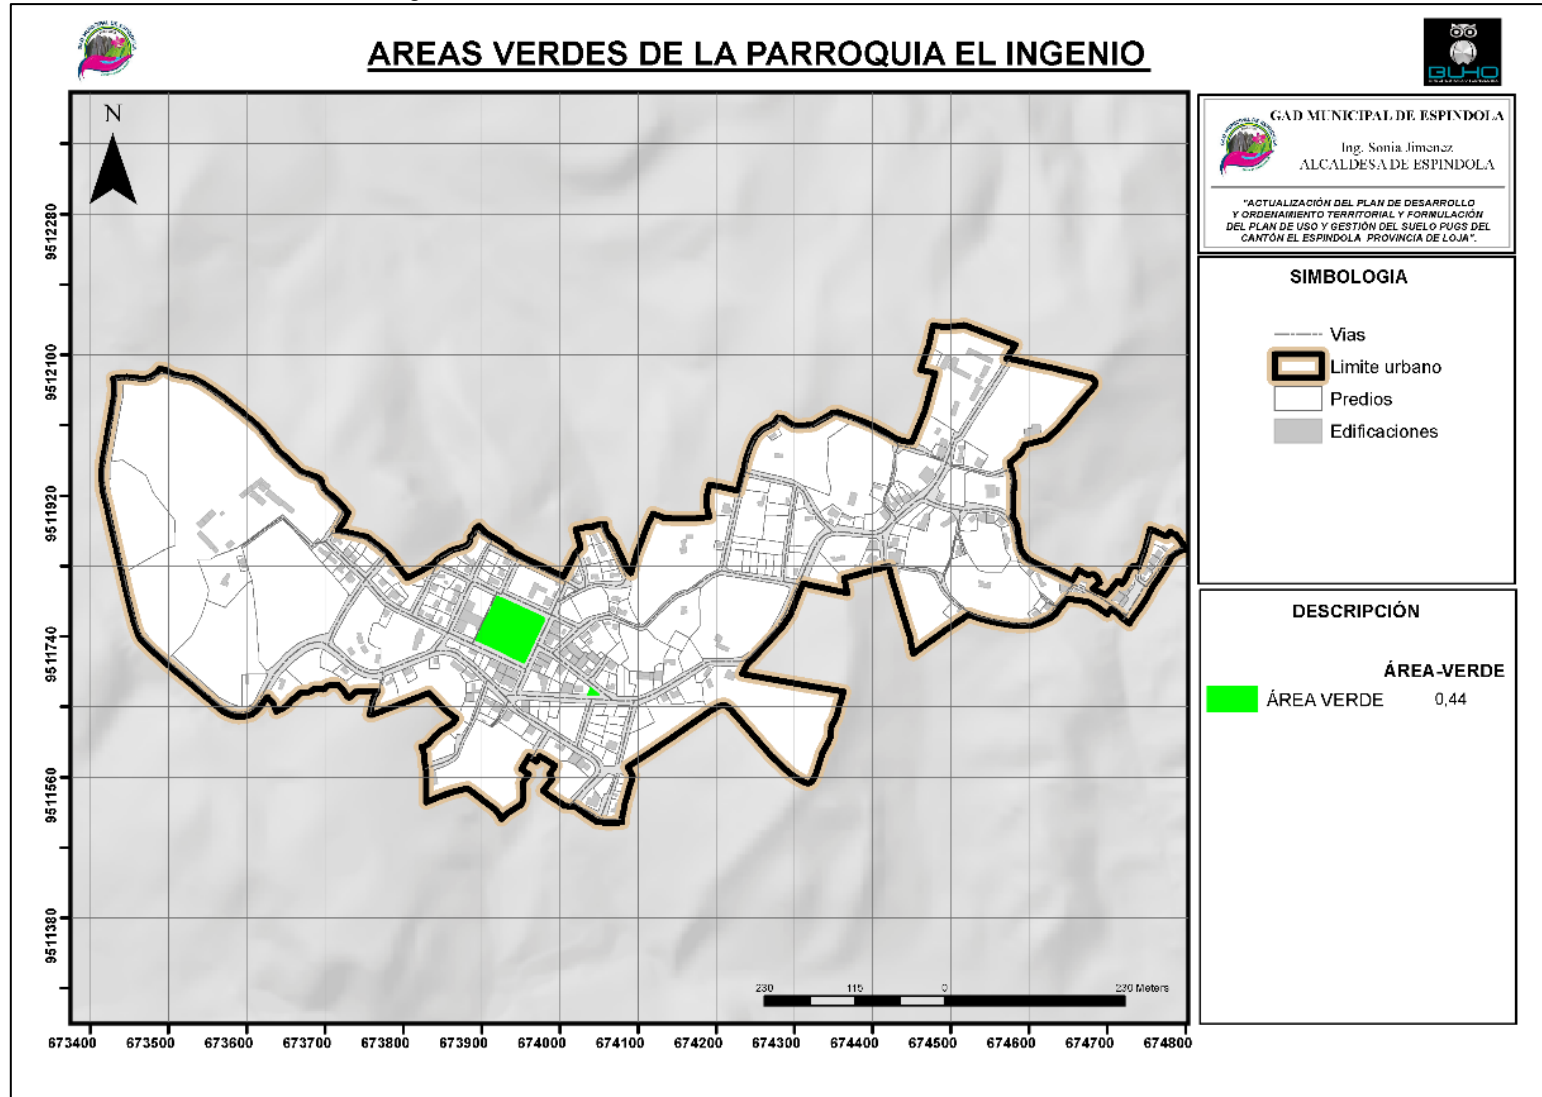 AREAS VERDES DE LA PARROQUIA EL INGENIO
BUHO
N
GAD MUNICIPAL DE ESPINDOLA
Ing. Sonia Jimenez
ALCALDESA DE ESPINDOLA
"ACTUALIZACIÓN DEL PLAN DE DESARROLLO
Y ORDENAMIENTO TERRITORIAL Y FORMULACIÓN
DEL PLAN DE USO Y GESTIÓN DEL SUELO PUGS DEL
CANTÓN EL ESPINDOLA PROVINCIA DE LOJA".
SIMBOLOGIA
Vias
Limite urbano
Predios
Edificaciones
DESCRIPCIÓN
ÁREA-VERDE
ÁREA VERDE 0,44
9512280
9512100
9511920
9511740
9511560
9511380
230 115 0 230 Meters
673400 673500 673600 673700 673800 673900 674000 674100 674200 674300 674400 674500 674600 674700 674800